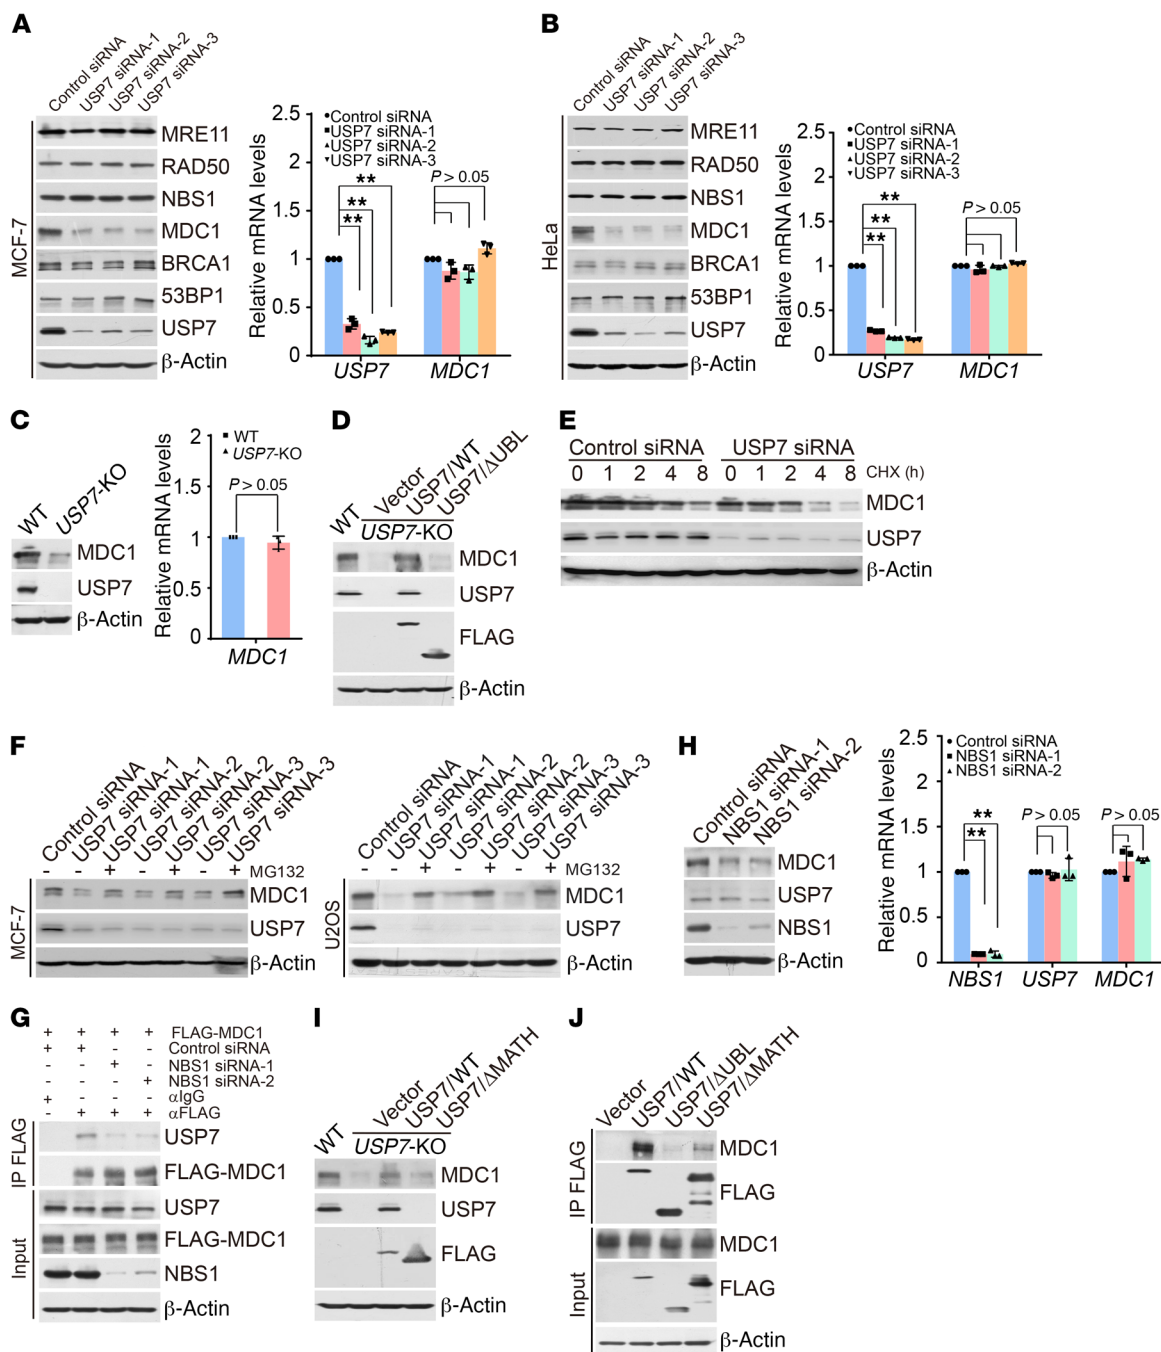 A
Control siRNA
USP7 siRNA-1
USP7 siRNA-2
USP7 siRNA-3
MCF-7
MRE11
RAD50
NBS1
MDC1
BRCA1
53BP1
USP7
β-Actin
Relative mRNA levels
2.5
2
1.5
1
0.5
0
Control siRNA
USP7 siRNA-1
USP7 siRNA-2
USP7 siRNA-3
**
**
**
P > 0.05
USP7 MDC1
B
Control siRNA
USP7 siRNA-1
USP7 siRNA-2
USP7 siRNA-3
HeLa
MRE11
RAD50
NBS1
MDC1
BRCA1
53BP1
USP7
β-Actin
Relative mRNA levels
2.5
2
1.5
1
0.5
0
Control siRNA
USP7 siRNA-1
USP7 siRNA-2
USP7 siRNA-3
**
**
**
P > 0.05
USP7 MDC1
C
WT
USP7-KO
MDC1
USP7
β-Actin
Relative mRNA levels
2
1.5
1
0.5
0
WT
USP7-KO
P > 0.05
MDC1
D
WT
Vector
USP7/WT
USP7/ΔUBL
USP7-KO
MDC1
USP7
FLAG
β-Actin
E
Control siRNA USP7 siRNA
0 1 2 4 8 0 1 2 4 8 CHX (h)
MDC1
USP7
β-Actin
F
Control siRNA
USP7 siRNA-1
USP7 siRNA-1
USP7 siRNA-2
USP7 siRNA-2
USP7 siRNA-3
USP7 siRNA-3
- - + - + - + MG132
MCF-7
MDC1
USP7
β-Actin
Control siRNA
USP7 siRNA-1
USP7 siRNA-1
USP7 siRNA-2
USP7 siRNA-2
USP7 siRNA-3
USP7 siRNA-3
- - + - + - + MG132
U2OS
MDC1
USP7
β-Actin
H
Control siRNA
NBS1 siRNA-1
NBS1 siRNA-2
MDC1
USP7
NBS1
β-Actin
Relative mRNA levels
2.5
2
1.5
1
0.5
0
Control siRNA
NBS1 siRNA-1
NBS1 siRNA-2
**
**
P > 0.05
P > 0.05
NBS1 USP7 MDC1
G
+ + + + FLAG-MDC1
+ + - - Control siRNA
- - + - NBS1 siRNA-1
- - - + NBS1 siRNA-2
+ - - - αIgG
- + + + αFLAG
IP FLAG
USP7
FLAG-MDC1
Input
USP7
FLAG-MDC1
NBS1
β-Actin
I
WT
Vector
USP7/WT
USP7/ΔMATH
USP7-KO
MDC1
USP7
FLAG
β-Actin
J
Vector
USP7/WT
USP7/ΔUBL
USP7/ΔMATH
IP FLAG
MDC1
FLAG
Input
MDC1
FLAG
β-Actin